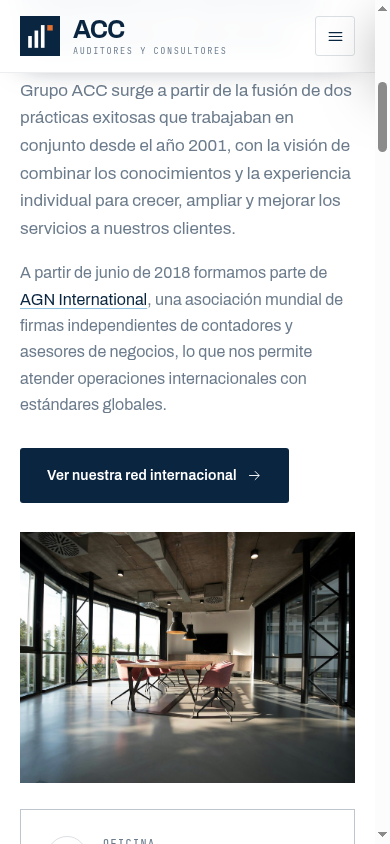 ACC
AUDITORES Y CONSULTORES
Grupo ACC surge a partir de la fusión de dos
prácticas exitosas que trabajaban en
conjunto desde el año 2001, con la visión de
combinar los conocimientos y la experiencia
individual para crecer, ampliar y mejorar los
servicios a nuestros clientes.
A partir de junio de 2018 formamos parte de
AGN International, una asociación mundial de
firmas independientes de contadores y
asesores de negocios, lo que nos permite
atender operaciones internacionales con
estándares globales.
Ver nuestra red internacional →
OFICINA